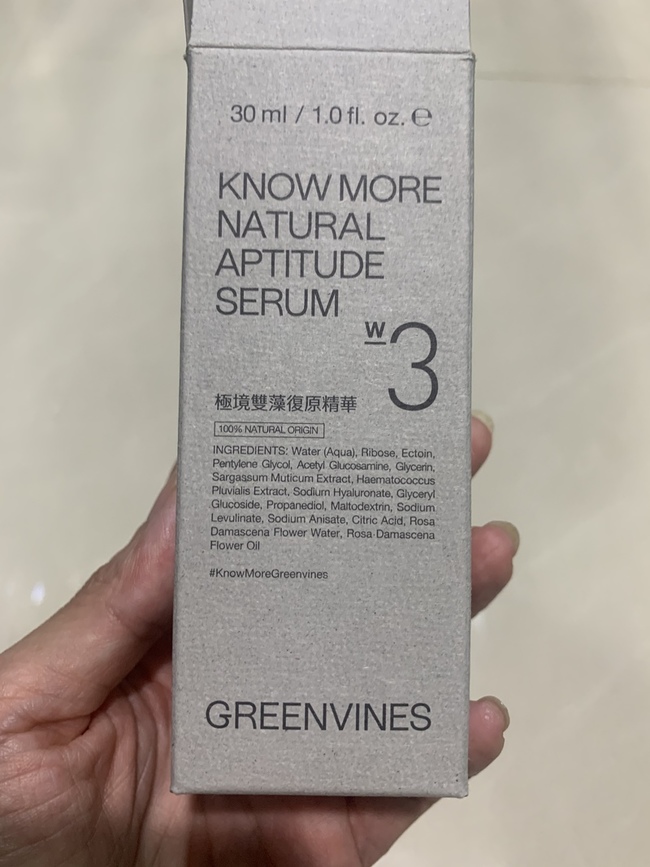 30 ml / 1.0 fl. oz. ℮
KNOW MORE
NATURAL
APTITUDE
SERUM
w3
極境雙藻復原精華
100% NATURAL ORIGIN
INGREDIENTS: Water (Aqua), Ribose, Ectoin,
Pentylene Glycol, Acetyl Glucosamine, Glycerin,
Sargassum Muticum Extract, Haematococcus
Pluvialis Extract, Sodium Hyaluronate, Glyceryl
Glucoside, Propanediol, Maltodextrin, Sodium
Levulinate, Sodium Anisate, Citric Acid, Rosa
Damascena Flower Water, Rosa Damascena
Flower Oil
#KnowMoreGreenvines
GREENVINES